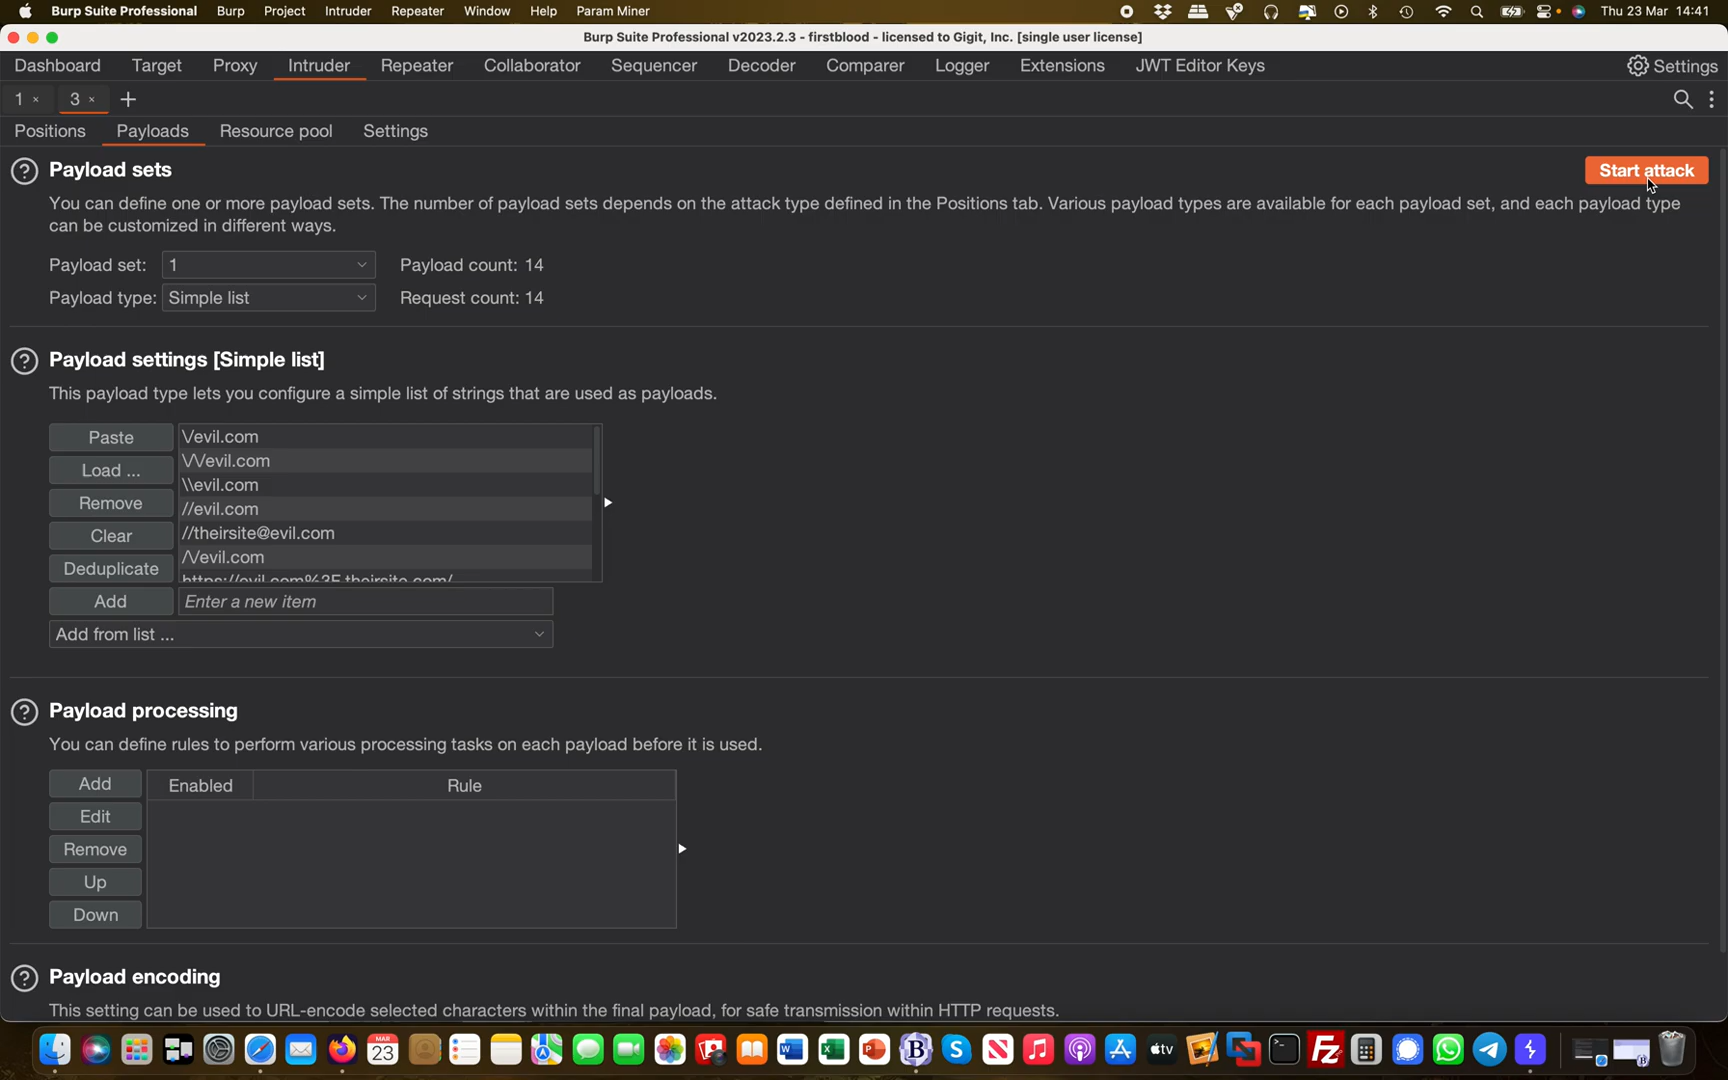 Burp Suite Professional Burp Project Intruder Repeater Window Help Param Miner Thu 23 Mar 14:41
Burp Suite Professional v2023.2.3 - firstblood - licensed to Gigit, Inc. [single user license]
Dashboard Target Proxy Intruder Repeater Collaborator Sequencer Decoder Comparer Logger Extensions JWT Editor Keys Settings
1 × 3 × +
Positions Payloads Resource pool Settings
? Payload sets Start attack
You can define one or more payload sets. The number of payload sets depends on the attack type defined in the Positions tab. Various payload types are available for each payload set, and each payload type
can be customized in different ways.
Payload set: 1 Payload count: 14
Payload type: Simple list Request count: 14
? Payload settings [Simple list]
This payload type lets you configure a simple list of strings that are used as payloads.
Paste \/evil.com
Load ... \/\/evil.com
\\evil.com
Remove //evil.com
Clear //theirsite@evil.com
/\/evil.com
Deduplicate https://evil.com%3F.theirsite.com/
Add Enter a new item
Add from list ...
? Payload processing
You can define rules to perform various processing tasks on each payload before it is used.
Add Enabled Rule
Edit
Remove
Up
Down
? Payload encoding
This setting can be used to URL-encode selected characters within the final payload, for safe transmission within HTTP requests.
MAR
23
tv